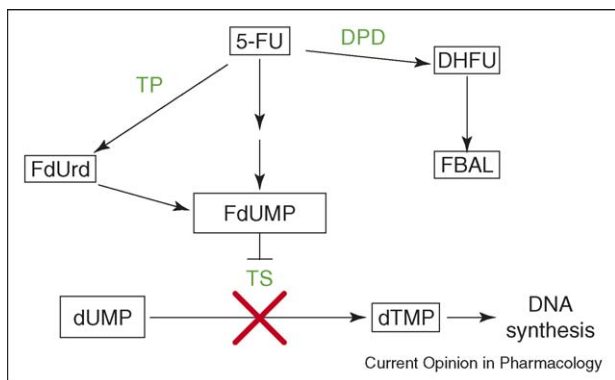 5-FU
DPD
DHFU
TP
FdUrd
FBAL
FdUMP
TS
dUMP
dTMP
DNA
synthesis
Current Opinion in Pharmacology